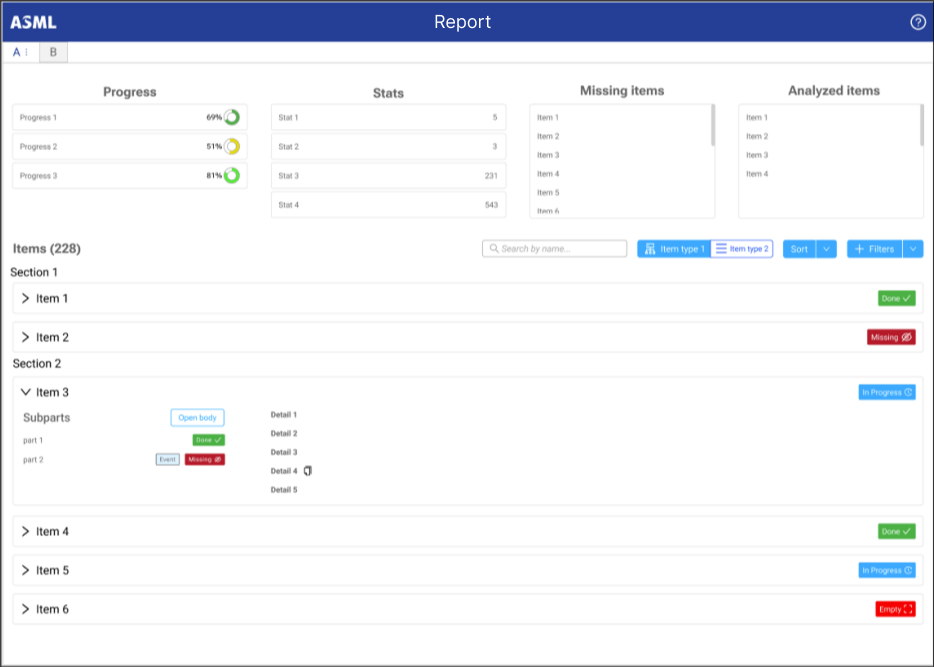 ASML
Report
A
B
Progress
Progress 1 69%
Progress 2 51%
Progress 3 81%
Stats
Stat 1 5
Stat 2 3
Stat 3 231
Stat 4 543
Missing items
Item 1
Item 2
Item 3
Item 4
Item 5
Item 6
Analyzed items
Item 1
Item 2
Item 3
Item 4
Items (228)
Search by name...
Item type 1
Item type 2
Sort
Filters
Section 1
Item 1 Done
Item 2 Missing
Section 2
Item 3 In Progress
Subparts Open body
part 1 Done
part 2 Event Missing
Detail 1
Detail 2
Detail 3
Detail 4
Detail 5
Item 4 Done
Item 5 In Progress
Item 6 Empty